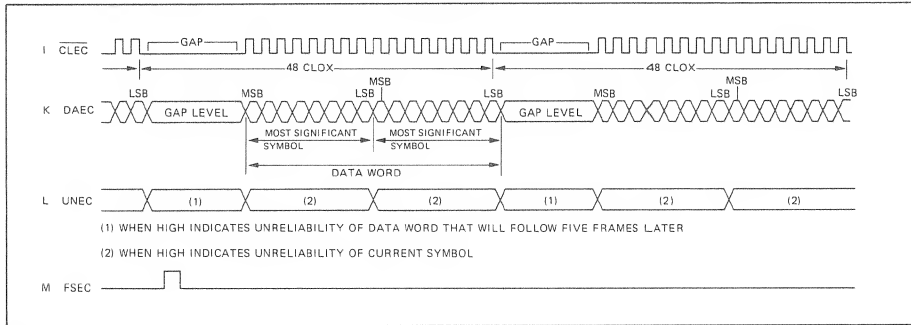 I CLEC GAP GAP
48 CLOX 48 CLOX
LSB MSB LSB MSB LSB MSB LSB MSB LSB
K DAEC GAP LEVEL GAP LEVEL
MOST SIGNIFICANT SYMBOL MOST SIGNIFICANT SYMBOL
DATA WORD
L UNEC (1) (2) (2) (1) (2) (2)
(1) WHEN HIGH INDICATES UNRELIABILITY OF DATA WORD THAT WILL FOLLOW FIVE FRAMES LATER
(2) WHEN HIGH INDICATES UNRELIABILITY OF CURRENT SYMBOL
M FSEC